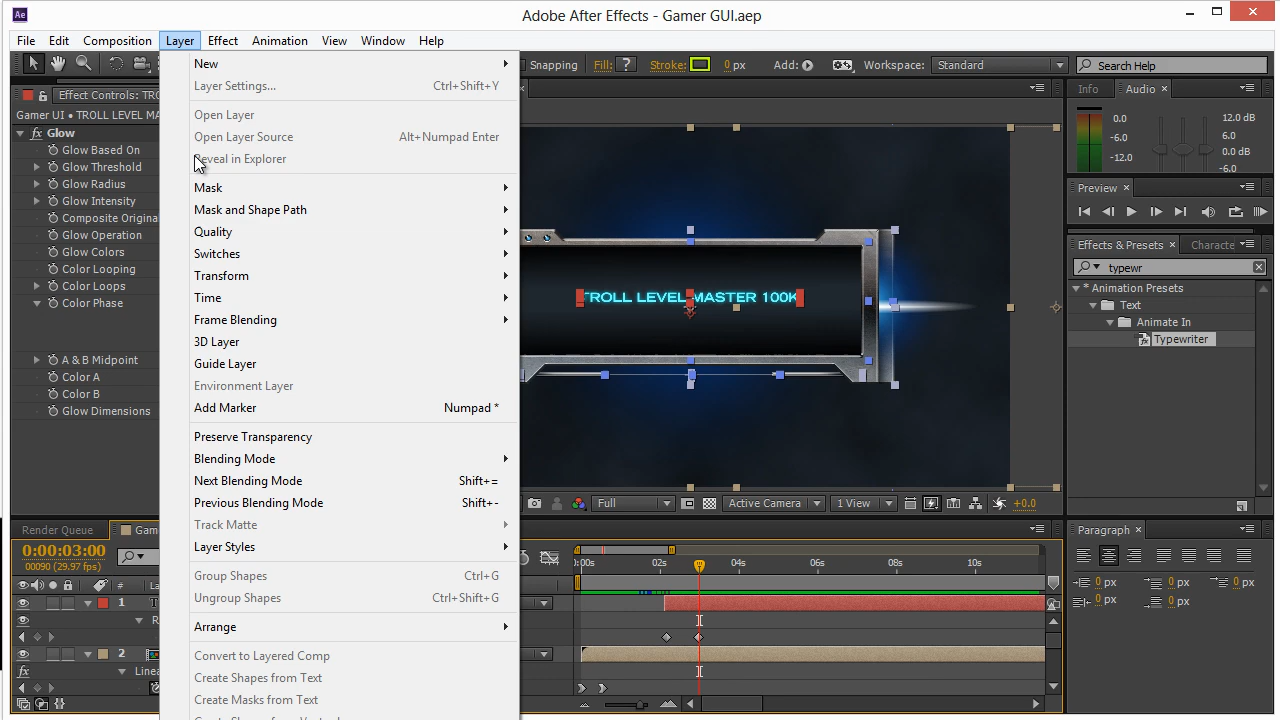 Ae
Adobe After Effects - Gamer GUI.aep
File Edit Composition Layer Effect Animation View Window Help
Snapping Fill: ? Stroke: 0 px Add: Workspace: Standard Search Help
Effect Controls: TRO
Gamer UI • TROLL LEVEL MA
fx Glow
Glow Based On
Glow Threshold
Glow Radius
Glow Intensity
Composite Origina
Glow Operation
Glow Colors
Color Looping
Color Loops
Color Phase
A & B Midpoint
Color A
Color B
Glow Dimensions
New
Layer Settings... Ctrl+Shift+Y
Open Layer
Open Layer Source Alt+Numpad Enter
Reveal in Explorer
Mask
Mask and Shape Path
Quality
Switches
Transform
Time
Frame Blending
3D Layer
Guide Layer
Environment Layer
Add Marker Numpad *
Preserve Transparency
Blending Mode
Next Blending Mode Shift+=
Previous Blending Mode Shift+-
Track Matte
Layer Styles
Group Shapes Ctrl+G
Ungroup Shapes Ctrl+Shift+G
Arrange
Convert to Layered Comp
Create Shapes from Text
Create Masks from Text
TROLL LEVEL MASTER 100K
Full Active Camera 1 View +0.0
Info Audio
0.00 12.0 dB
-6.0 6.0
-12.0 0.0 dB
-6.0
Preview
Effects & Presets Characte
typewr
* Animation Presets
Text
Animate In
Typewriter
Paragraph
0 px 0 px 0 px
0 px 0 px
Render Queue Gam
0:00:03:00
00090 (29.97 fps)
# La
1 T
R
2
fx Linea
:00s 02s 04s 06s 08s 10s